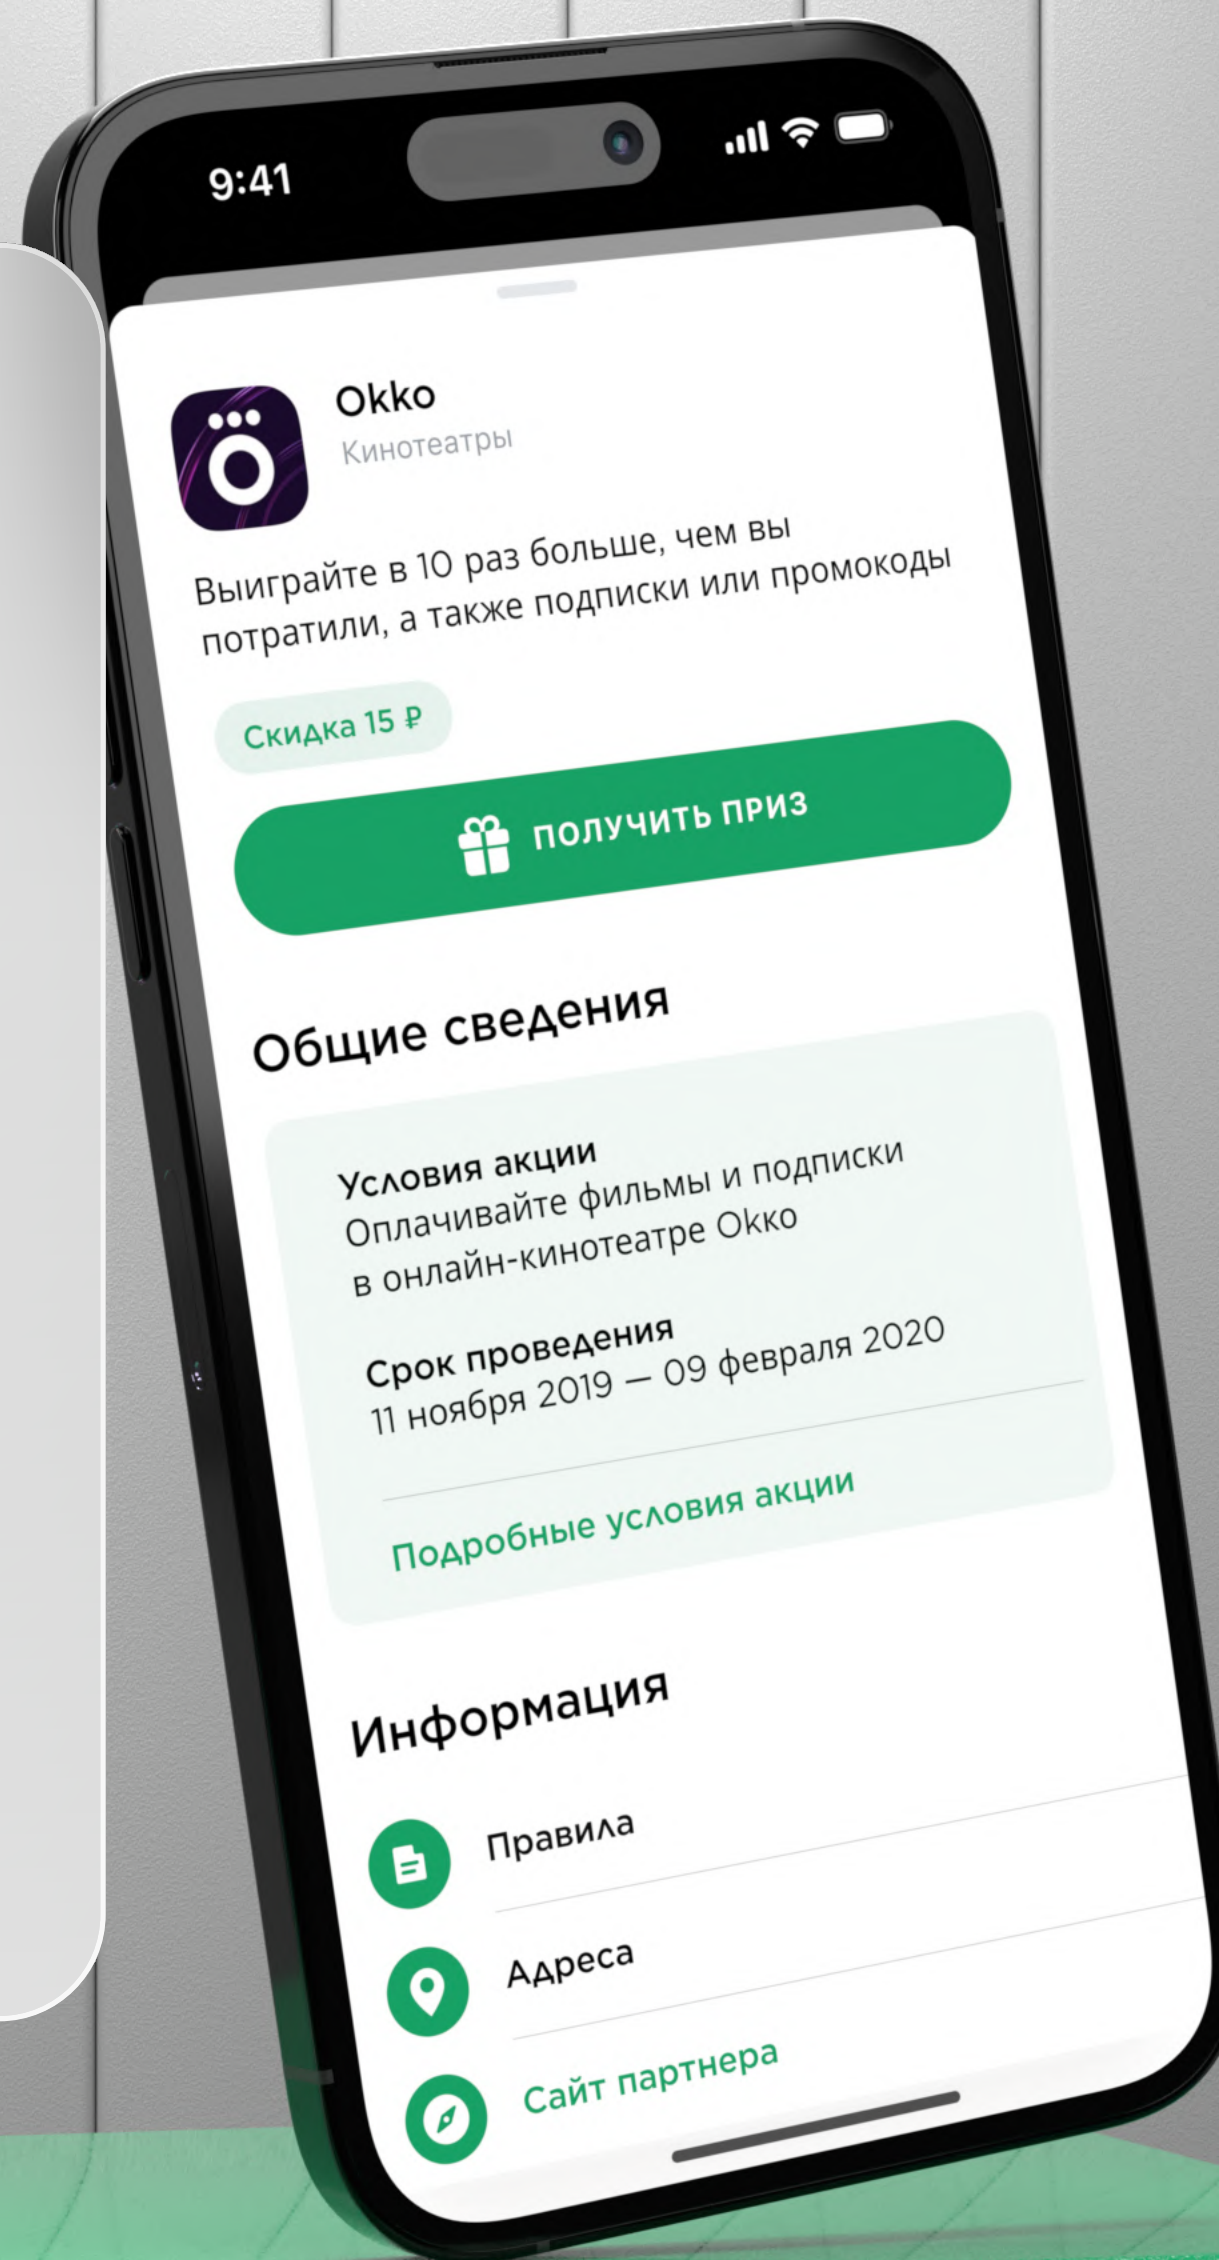 9:41
Okko
Кинотеатры
Выиграйте в 10 раз больше, чем вы
потратили, а также подписки или промокоды
Скидка 15 ₽
ПОЛУЧИТЬ ПРИЗ
Общие сведения
Условия акции
Оплачивайте фильмы и подписки
в онлайн-кинотеатре Okko
Срок проведения
11 ноября 2019 — 09 февраля 2020
Подробные условия акции
Информация
Правила
Адреса
Сайт партнера